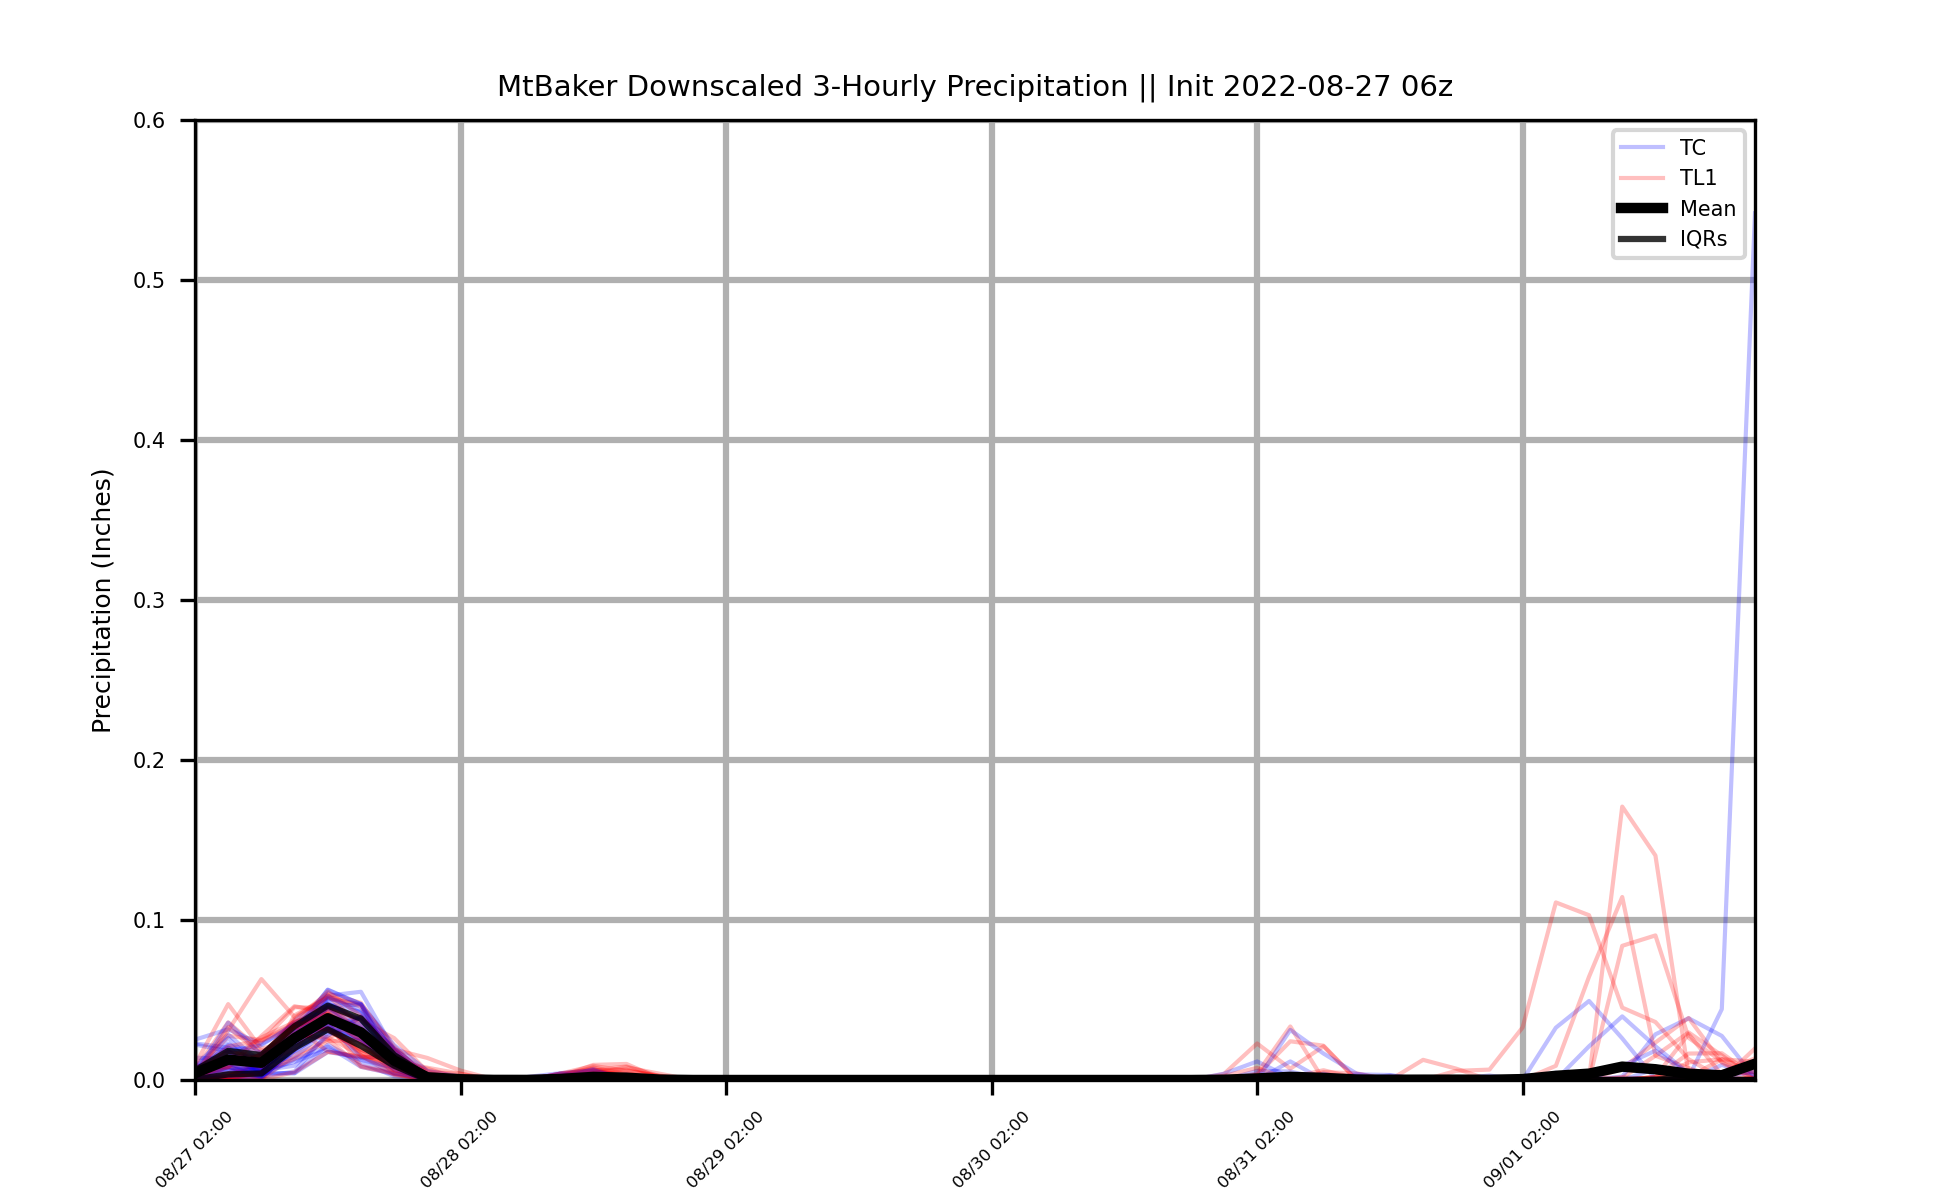 MtBaker Downscaled 3-Hourly Precipitation || Init 2022-08-27 06z
0.6
0.5
0.4
0.3
0.2
0.1
0.0
Precipitation (Inches)
TC
TL1
Mean
IQRs
08/27 02:00
08/28 02:00
08/29 02:00
08/30 02:00
08/31 02:00
09/01 02:00